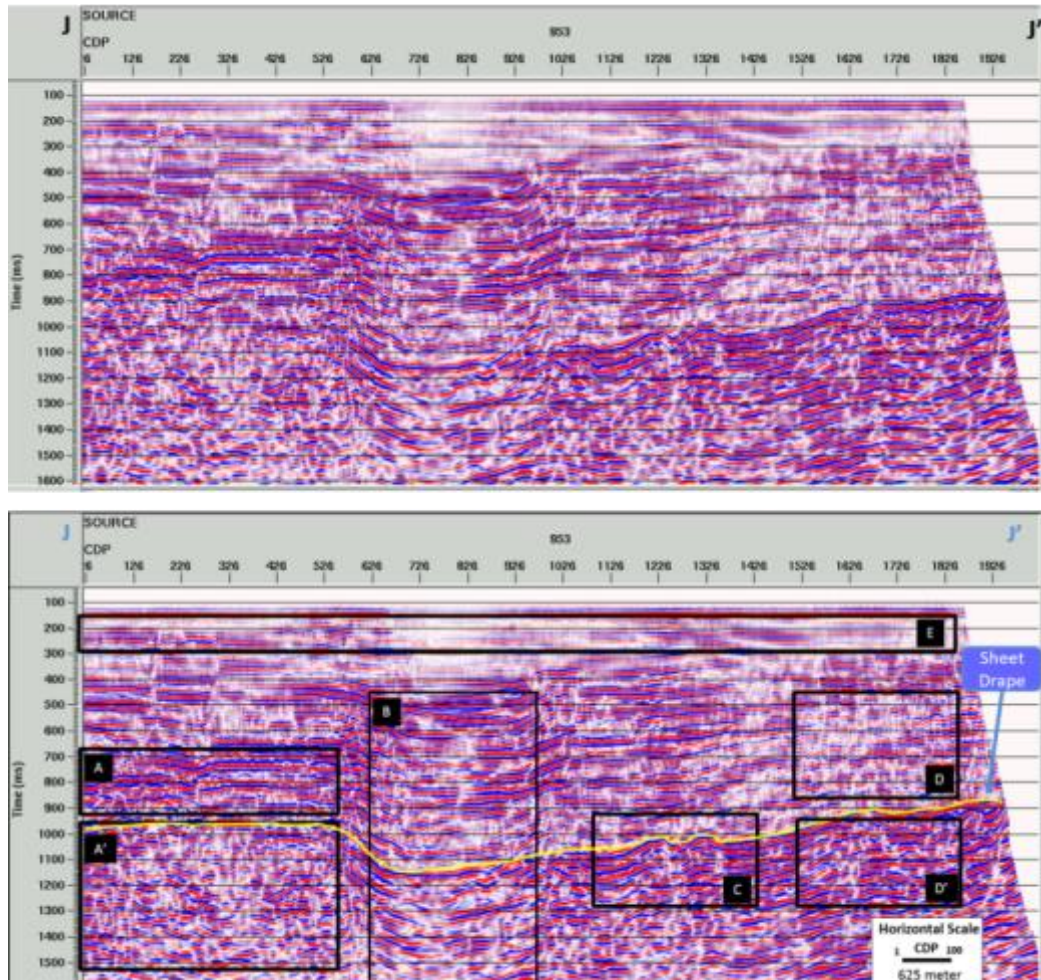 J
SOURCE
953
J'
CDP
6 126 226 326 426 526 626 726 826 926 1026 1126 1226 1326 1426 1526 1626 1726 1826 1926
100
200
300
400
500
600
700
800
900
1000
1100
1200
1300
1400
1500
1600
Time (ms)
J
SOURCE
953
J'
CDP
6 126 226 326 426 526 626 726 826 926 1026 1126 1226 1326 1426 1526 1626 1726 1826 1926
100
200
300
400
500
600
700
800
900
1000
1100
1200
1300
1400
1500
Time (ms)
E
Sheet
Drape
B
A
D
A'
C
D'
Horizontal Scale
1 CDP 100
625 meter